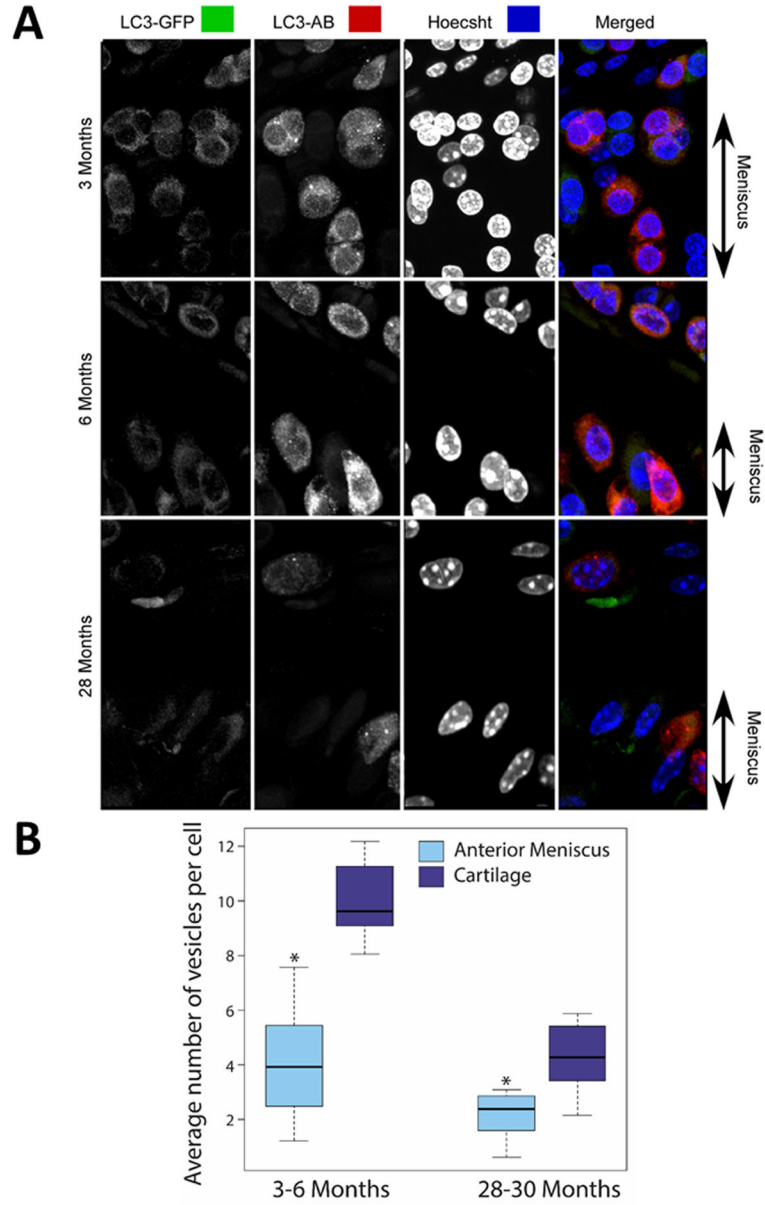 A
LC3-GFP
LC3-AB
Hoecsht
Merged
3 Months
Meniscus
6 Months
Meniscus
28 Months
Meniscus
B
Average number of vesicles per cell
12
10
8
6
4
2
Anterior Meniscus
Cartilage
*
*
3-6 Months
28-30 Months